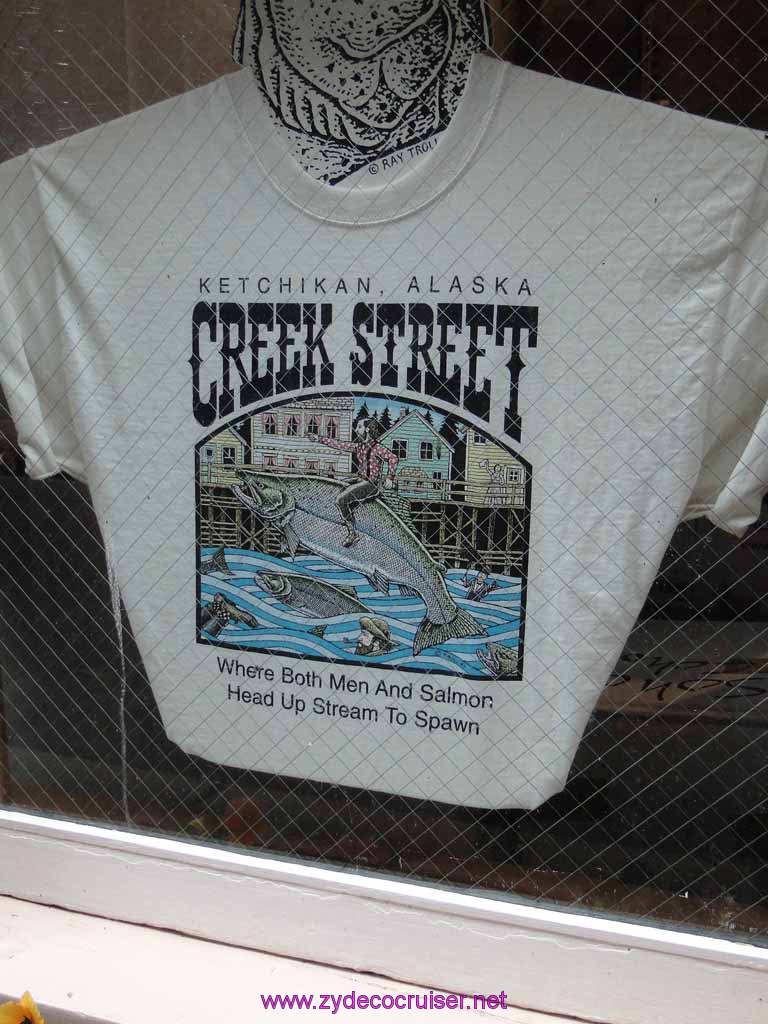 © RAY TROLL
KETCHIKAN, ALASKA
CREEK STREET
Where Both Men And Salmon
Head Up Stream To Spawn
www.zydecocruiser.net